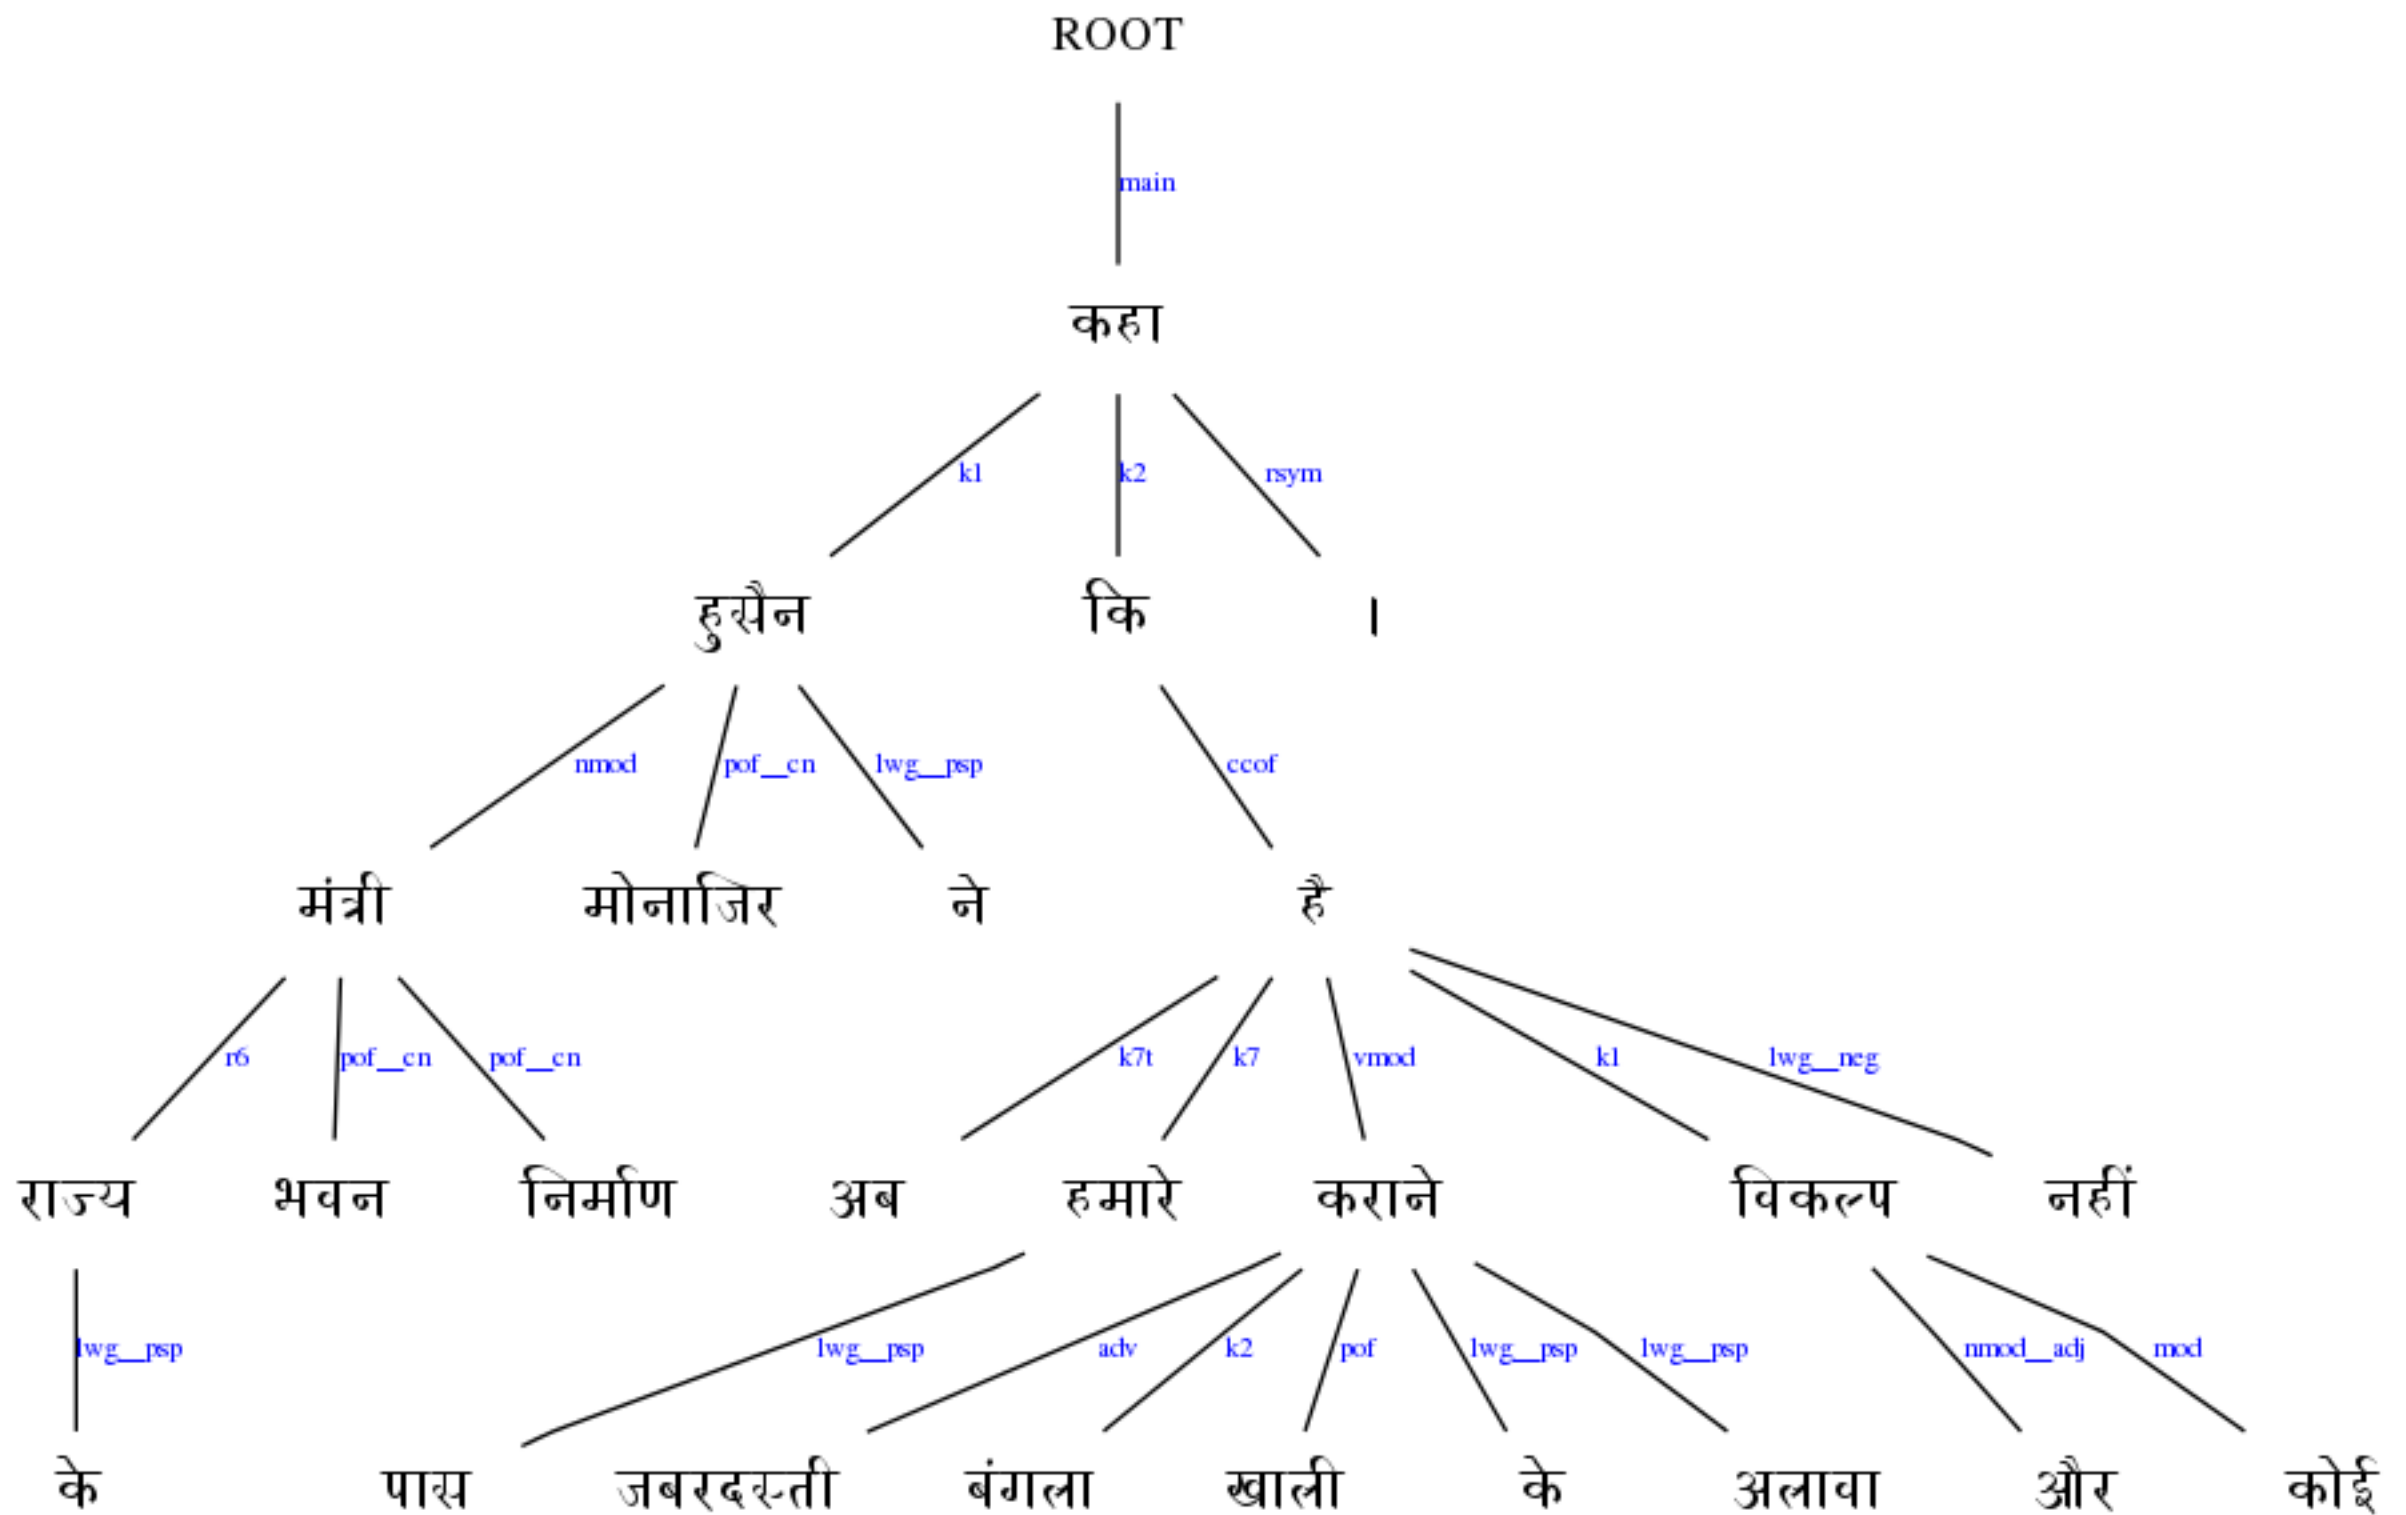 ROOT
main
कहा
k1 k2 rsym
हुसैन कि ।
nmod pof__cn lwg__psp ccof
मंत्री मोनाजिर ने है
r6 pof__cn pof__cn k7t k7 vmod k1 lwg__neg
राज्य भवन निर्माण अब हमारे कराने विकल्प नहीं
lwg__psp lwg__psp adv k2 pof lwg__psp lwg__psp nmod__adj mod
के पास जबरदस्ती बंगला खाली के अलावा और कोई